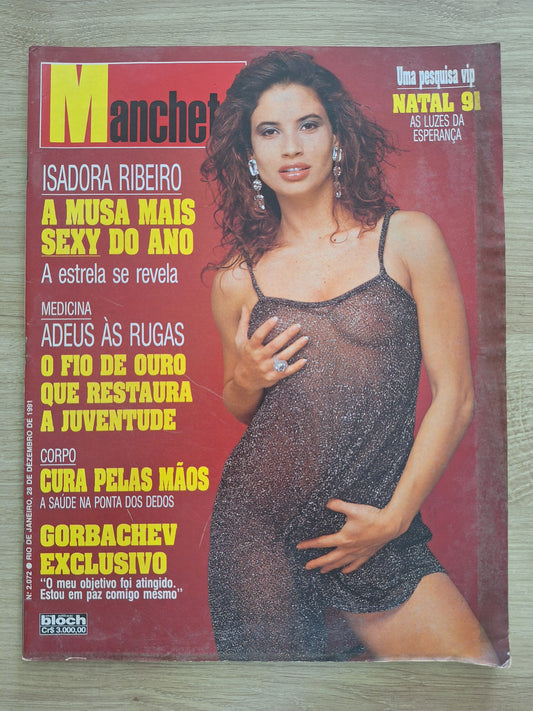 Manchet
Uma pesquisa vip
NATAL 91
AS LUZES DA
ESPERANÇA
ISADORA RIBEIRO
A MUSA MAIS
SEXY DO ANO
A estrela se revela
MEDICINA
ADEUS ÀS RUGAS
O FIO DE OURO
QUE RESTAURA
A JUVENTUDE
CORPO
CURA PELAS MÃOS
A SAÚDE NA PONTA DOS DEDOS
GORBACHEV
EXCLUSIVO
"O meu objetivo foi atingido.
Estou em paz comigo mesmo"
bloch
Cr$ 3.000,00
Nº 2.072 ● RIO DE JANEIRO, 28 DE DEZEMBRO DE 1991